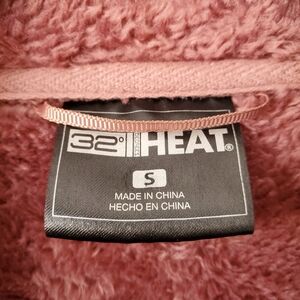 32° HEAT®
S
MADE IN CHINA
HECHO EN CHINA